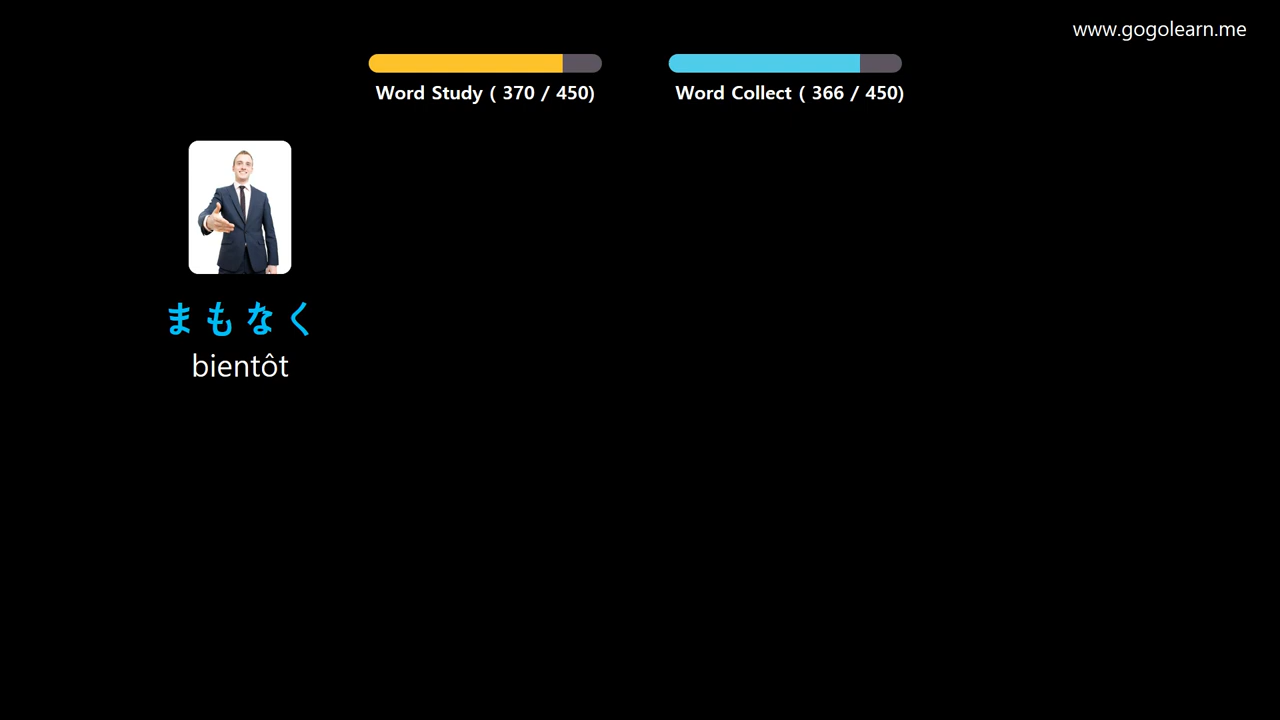 www.gogolearn.me
Word Study ( 370 / 450)
Word Collect ( 366 / 450)
まもなく
bientôt